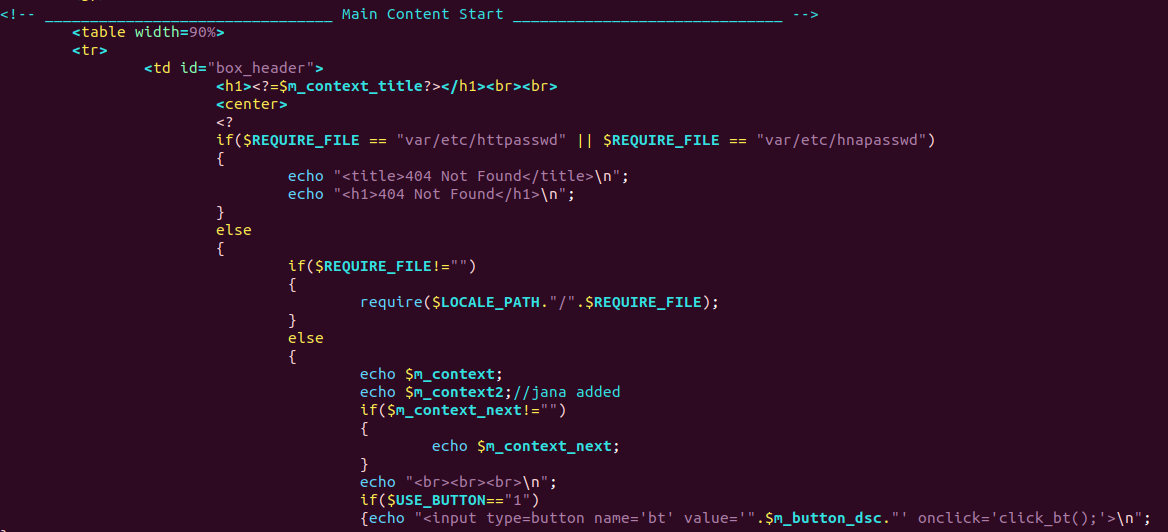 <!-- ________________________________ Main Content Start ______________________________ -->
<table width=90%>
<tr>
<td id="box_header">
<h1><?=$m_context_title?></h1><br><br>
<center>
<?
if($REQUIRE_FILE == "var/etc/httpasswd" || $REQUIRE_FILE == "var/etc/hnapasswd")
{
echo "<title>404 Not Found</title>\n";
echo "<h1>404 Not Found</h1>\n";
}
else
{
if($REQUIRE_FILE!="")
{
require($LOCALE_PATH."/".$REQUIRE_FILE);
}
else
{
echo $m_context;
echo $m_context2;//jana added
if($m_context_next!="")
{
echo $m_context_next;
}
echo "<br><br><br>\n";
if($USE_BUTTON=="1")
{echo "<input type=button name='bt' value='".$m_button_dsc."' onclick='click_bt();'>\n";